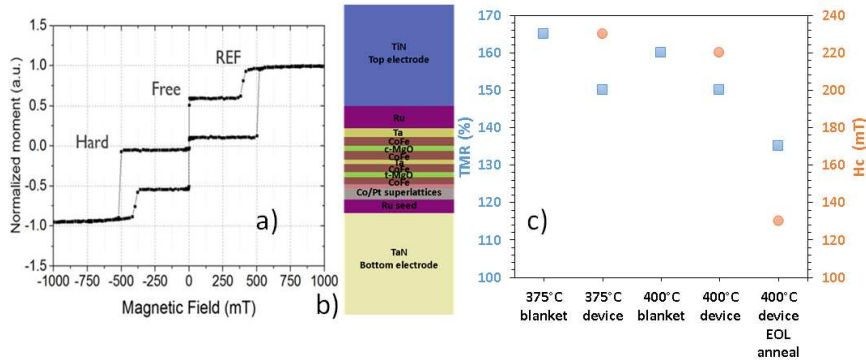 a)
1.5
1.0
0.5
0.0
-0.5
-1.0
-1.5
Normalized moment (a.u.)
REF
Free
Hard
-1000 -750 -500 -250 0 250 500 750 1000
Magnetic Field (mT)
b)
TiN
Top electrode
Ru
Ta
CoFe
c-MgO
CoFe
Ta
CoFe
t-MgO
CoFe
Co/Pt superlattices
Ru seed
TaN
Bottom electrode
c)
170
160
150
140
130
120
110
100
TMR (%)
240
220
200
180
160
140
120
100
Hc (mT)
375°C blanket
375°C device
400°C blanket
400°C device
400°C device EOL anneal